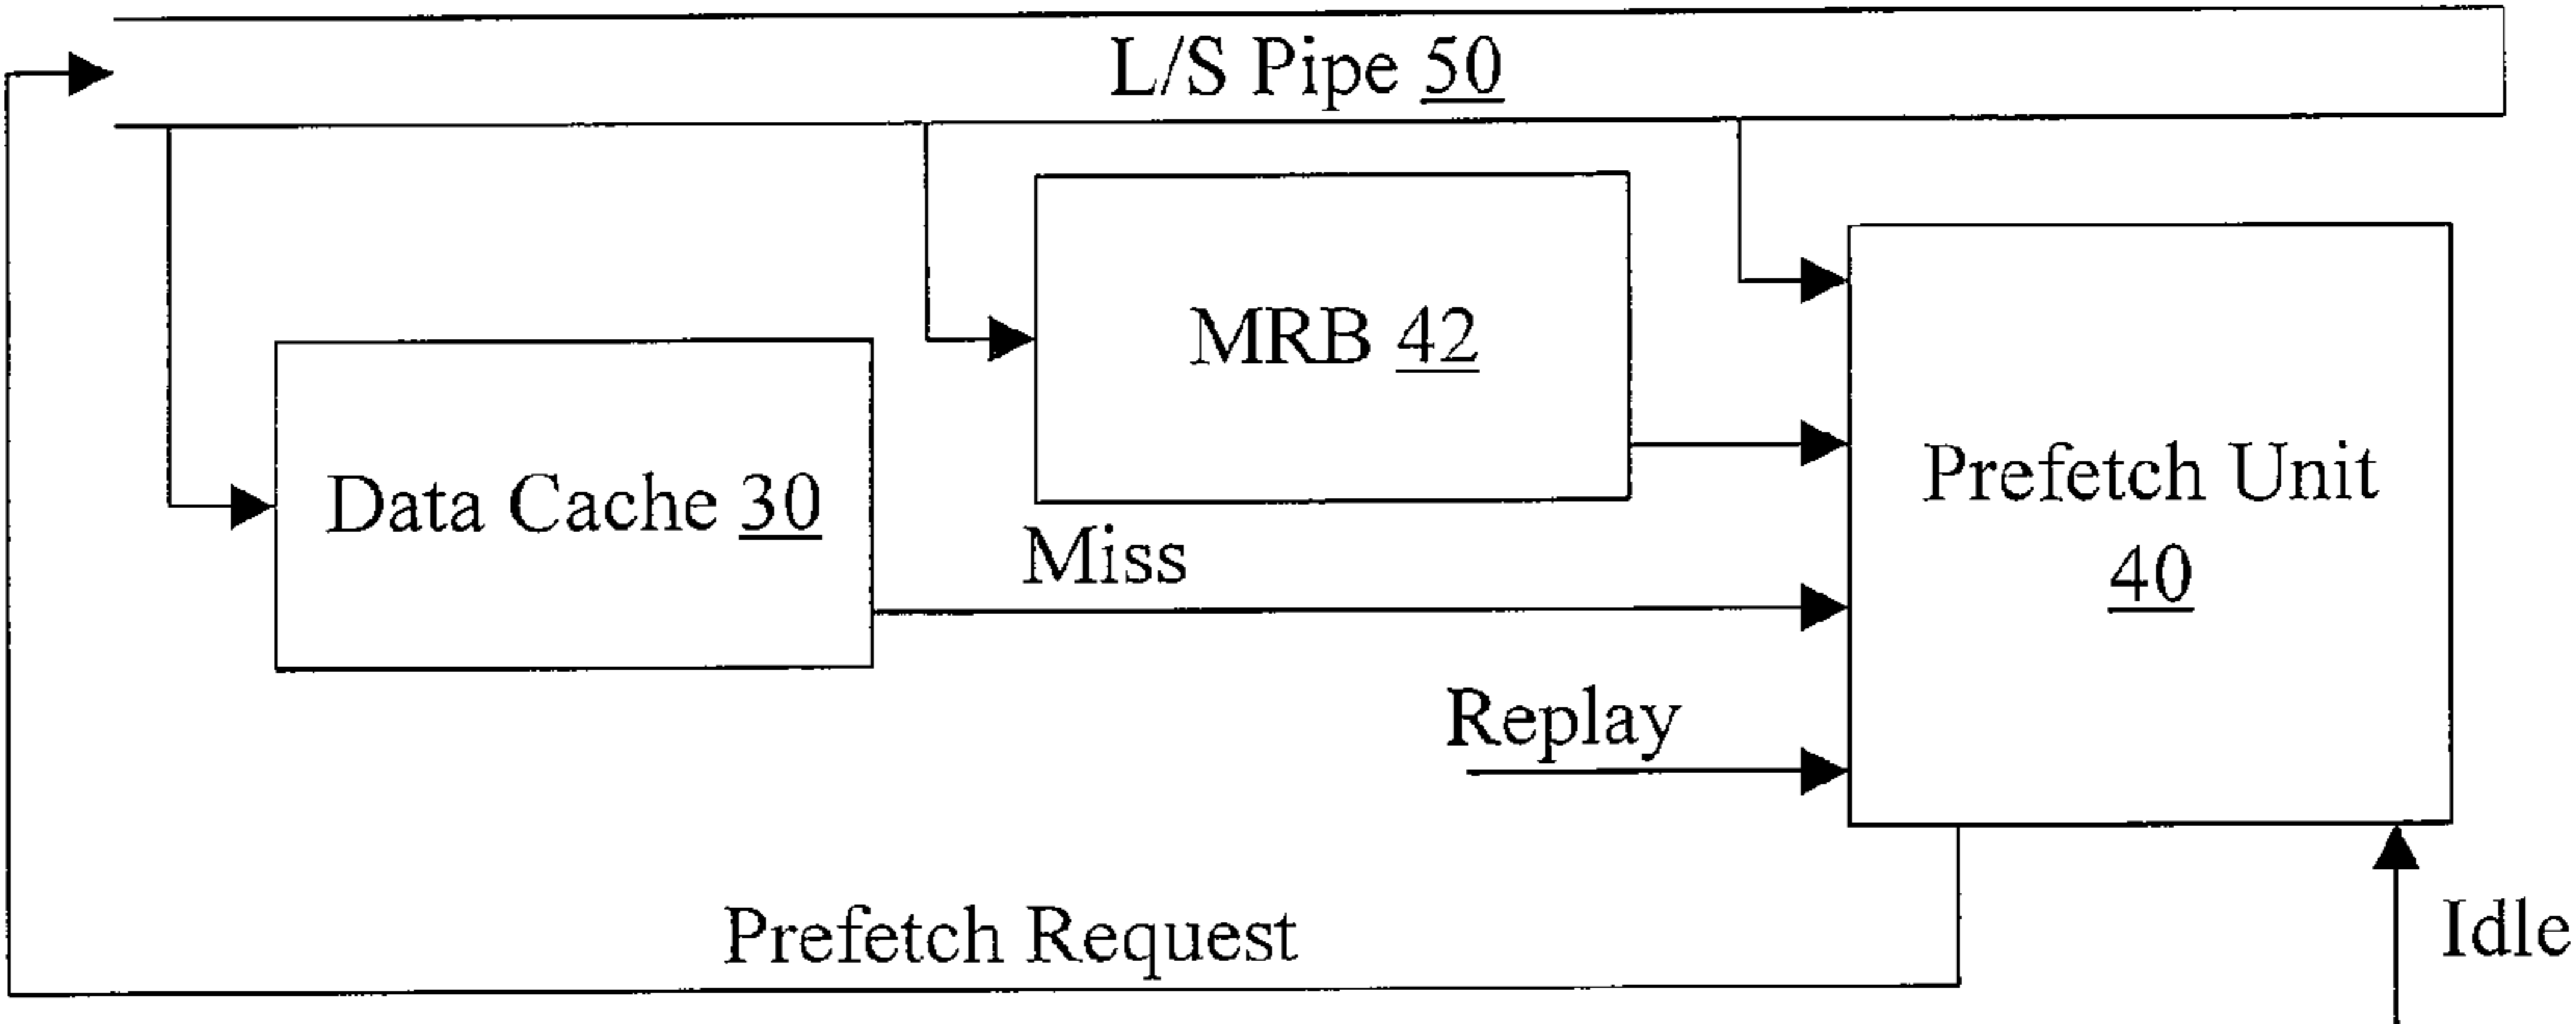 L/S Pipe 50
MRB 42
Data Cache 30
Prefetch Unit
40
Miss
Replay
Prefetch Request
Idle